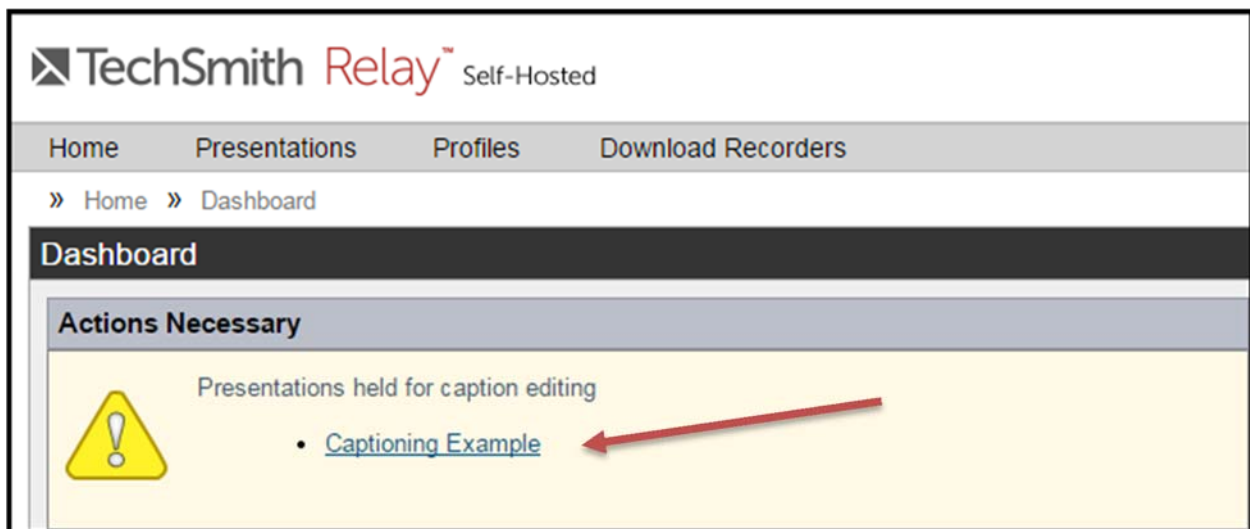 TechSmith Relay™ Self-Hosted
Home Presentations Profiles Download Recorders
» Home » Dashboard
Dashboard
Actions Necessary
Presentations held for caption editing
• Captioning Example